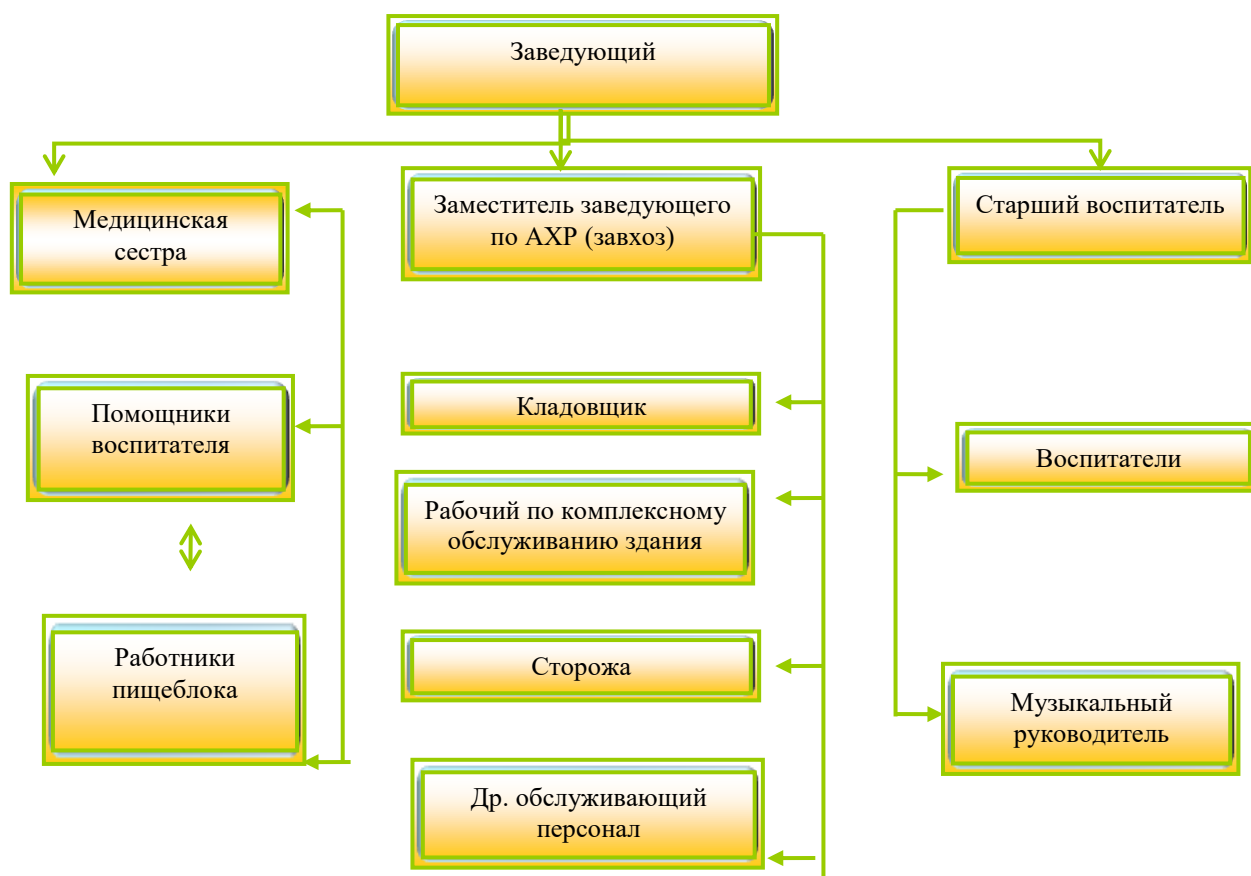 Заведующий
Медицинская
сестра
Заместитель заведующего
по АХР (завхоз)
Старший воспитатель
Помощники
воспитателя
Кладовщик
Воспитатели
Рабочий по комплексному
обслуживанию здания
Работники
пищеблока
Сторожа
Музыкальный
руководитель
Др. обслуживающий
персонал